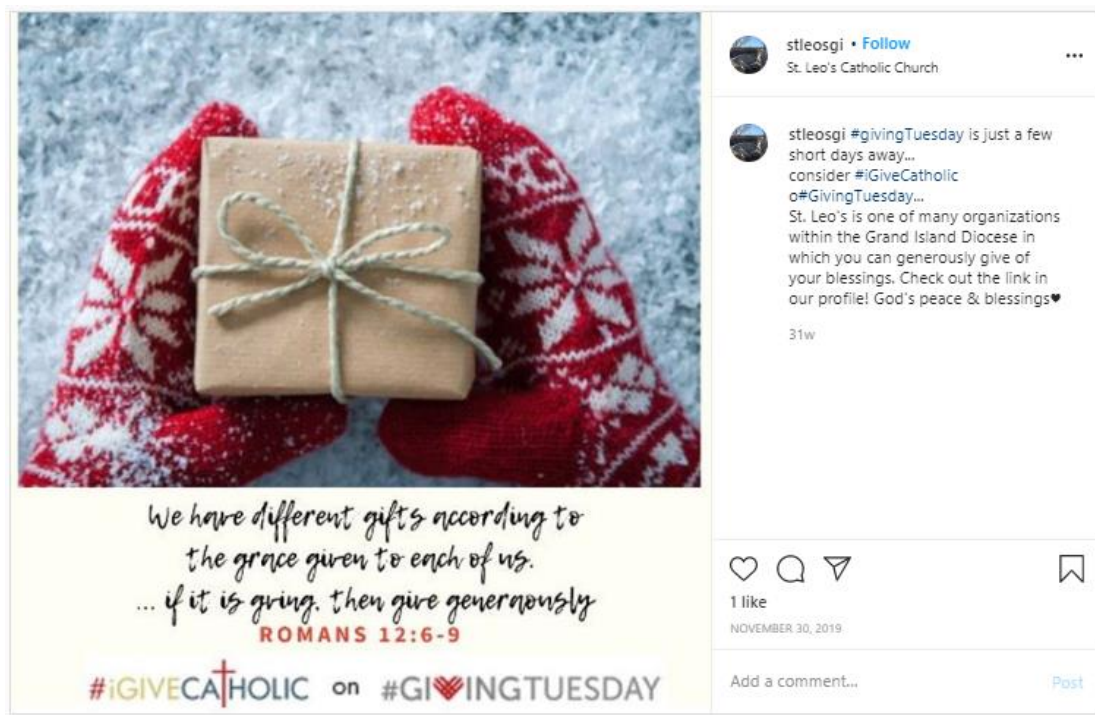 We have different gifts according to
the grace given to each of us.
... if it is giving, then give generaously
ROMANS 12:6-9
#iGIVECATHOLIC on #GIVINGTUESDAY
stleosgi • Follow
St. Leo's Catholic Church
stleosgi #givingTuesday is just a few
short days away...
consider #iGiveCatholic
o#GivingTuesday...
St. Leo's is one of many organizations
within the Grand Island Diocese in
which you can generously give of
your blessings. Check out the link in
our profile! God's peace & blessings♥
31w
1 like
NOVEMBER 30, 2019
Add a comment...
Post